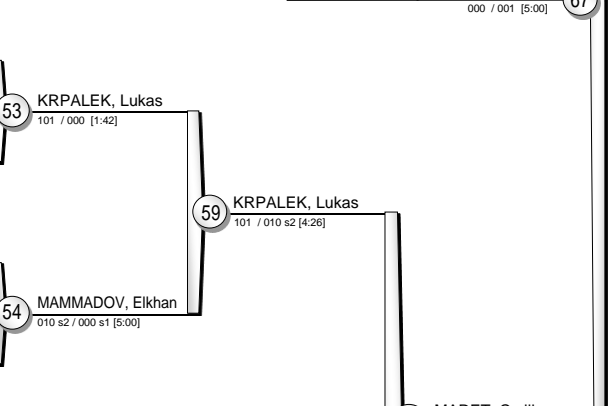 000 / 001 [5:00]
67
53
KRPALEK, Lukas
101 / 000 [1:42]
59
KRPALEK, Lukas
101 / 010 s2 [4:26]
54
MAMMADOV, Elkhan
010 s2 / 000 s1 [5:00]